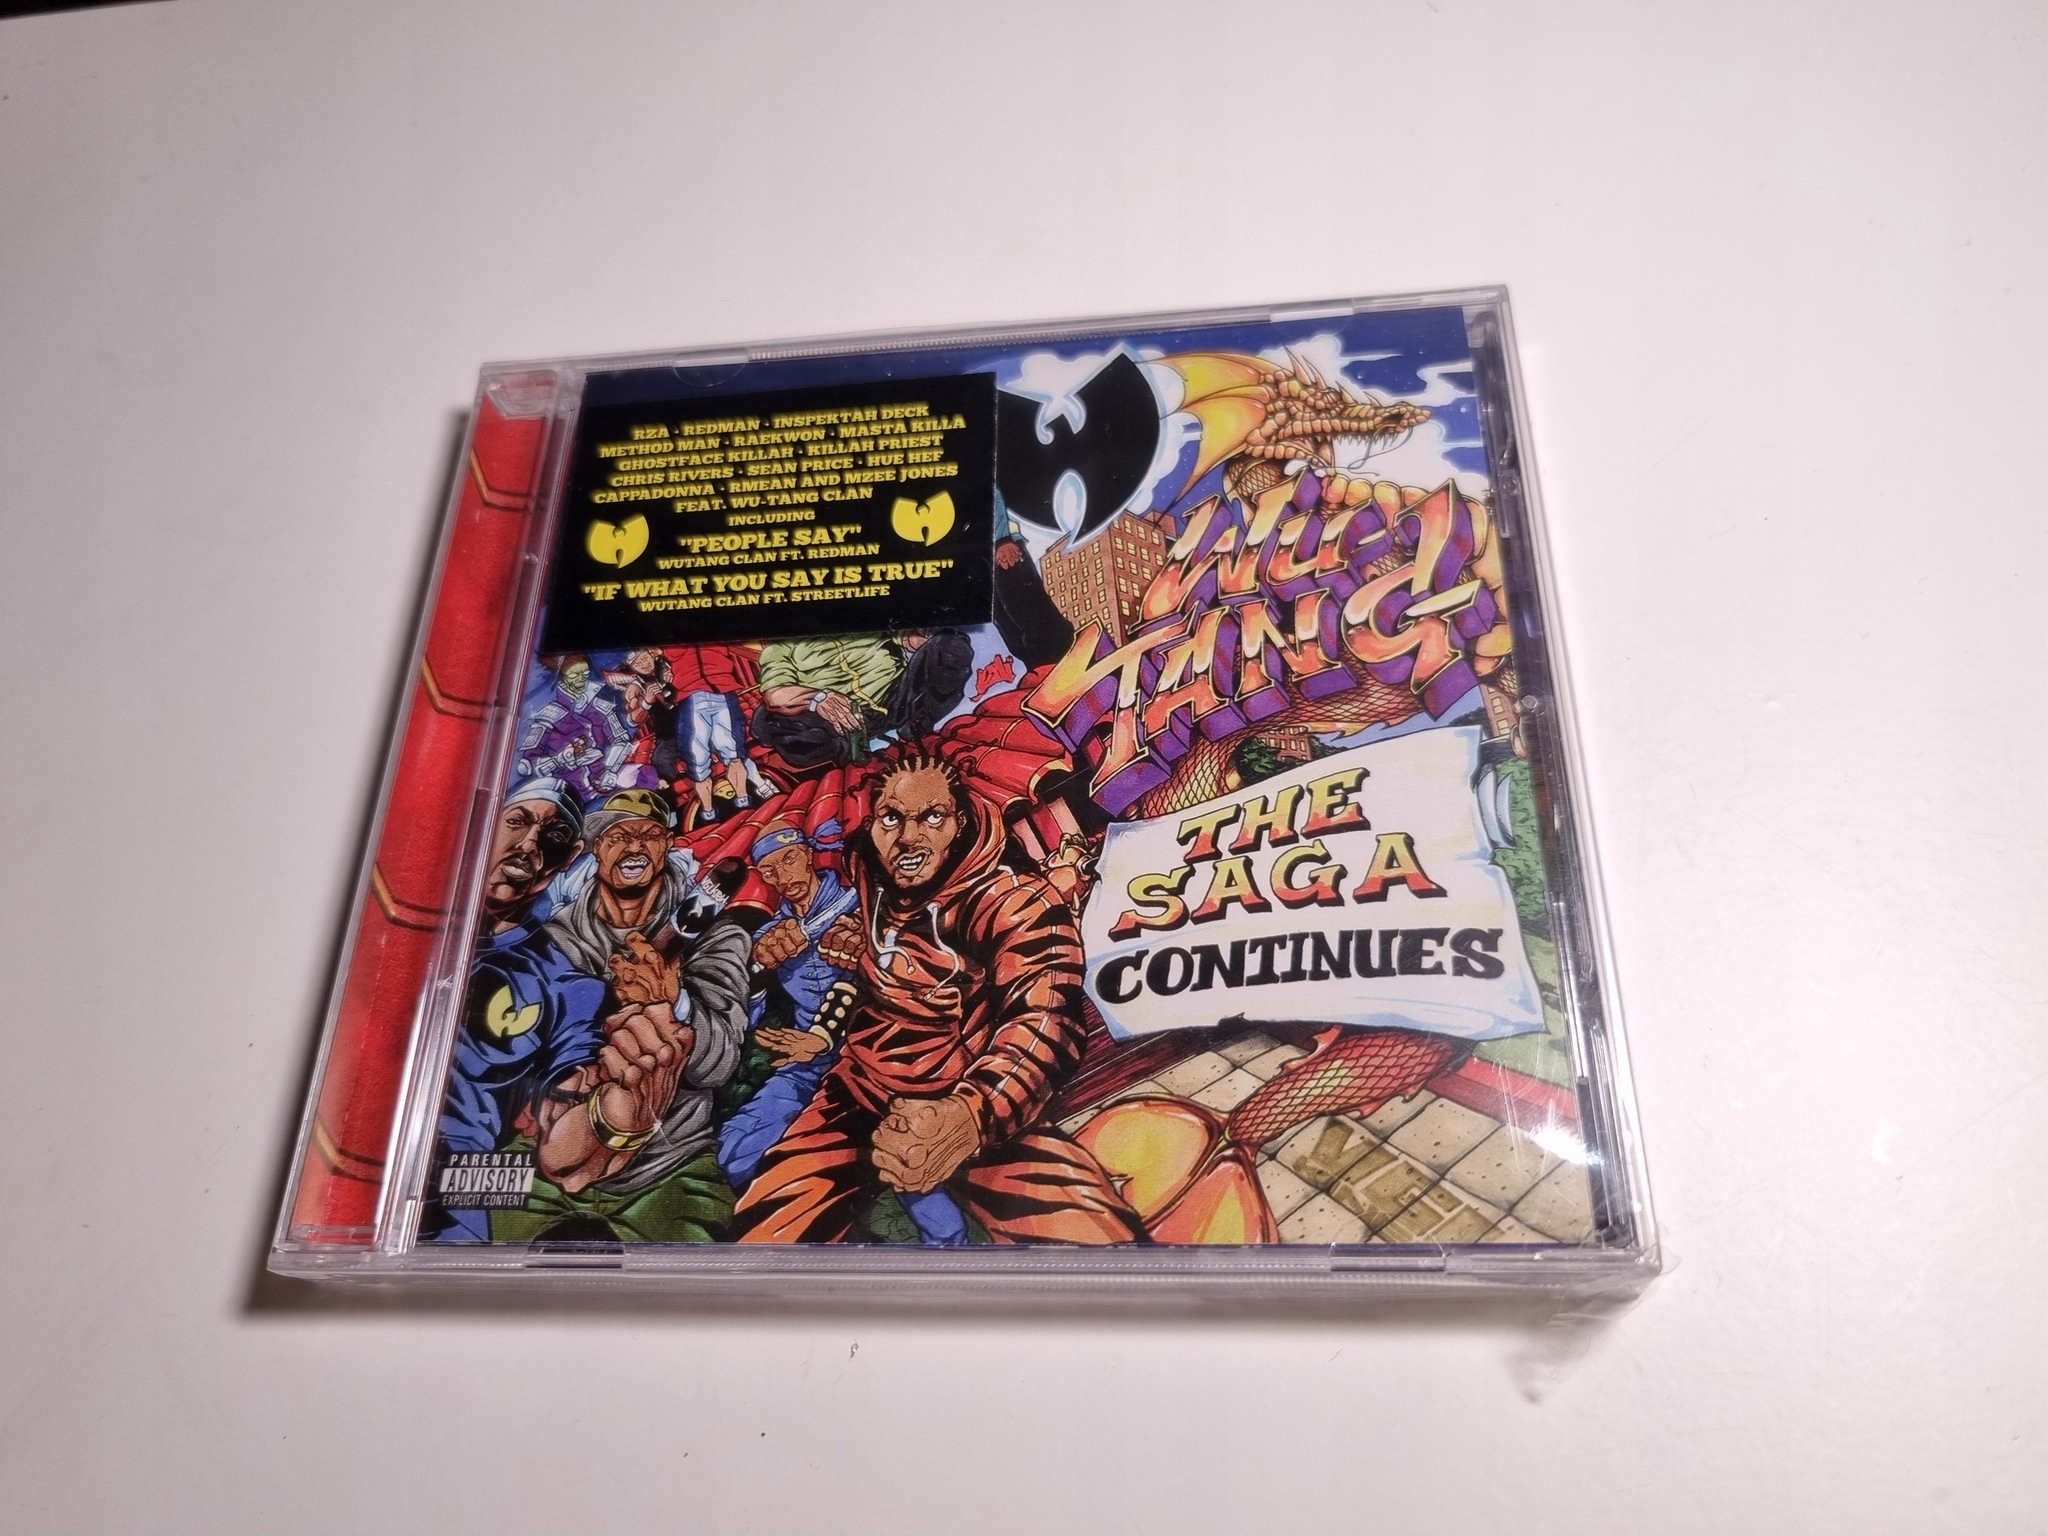 RZA · REDMAN · INSPEKTAH DECK
METHOD MAN · RAEKWON · MASTA KILLA
GHOSTFACE KILLAH · KILLAH PRIEST
CHRIS RIVERS · SEAN PRICE · HUE HEF
CAPPADONNA · RMEAN AND MZEE JONES
FEAT. WU-TANG CLAN
INCLUDING
"PEOPLE SAY"
WUTANG CLAN FT. REDMAN
"IF WHAT YOU SAY IS TRUE"
WUTANG CLAN FT. STREETLIFE
WU-
TANG
THE
SAGA
CONTINUES
PARENTAL
ADVISORY
EXPLICIT CONTENT